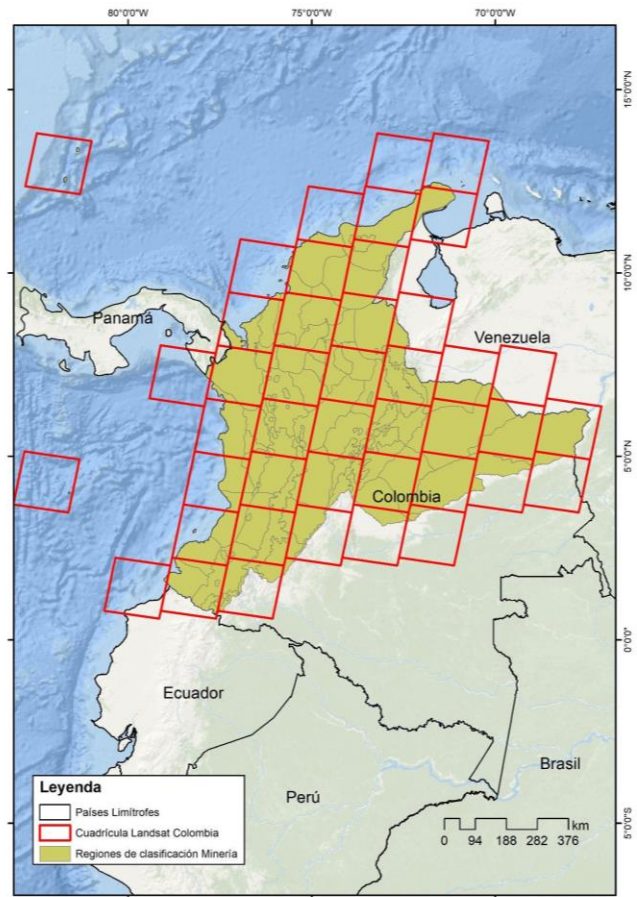 80°0'0"W 75°0'0"W 70°0'0"W
15°0'0"N
10°0'0"N
Panamá
Venezuela
5°0'0"N
Colombia
0°0'0"
Ecuador
Brasil
Perú
5°0'0"S
Leyenda
Países Limítrofes
Cuadrícula Landsat Colombia
Regiones de clasificación Minería
km
0 94 188 282 376